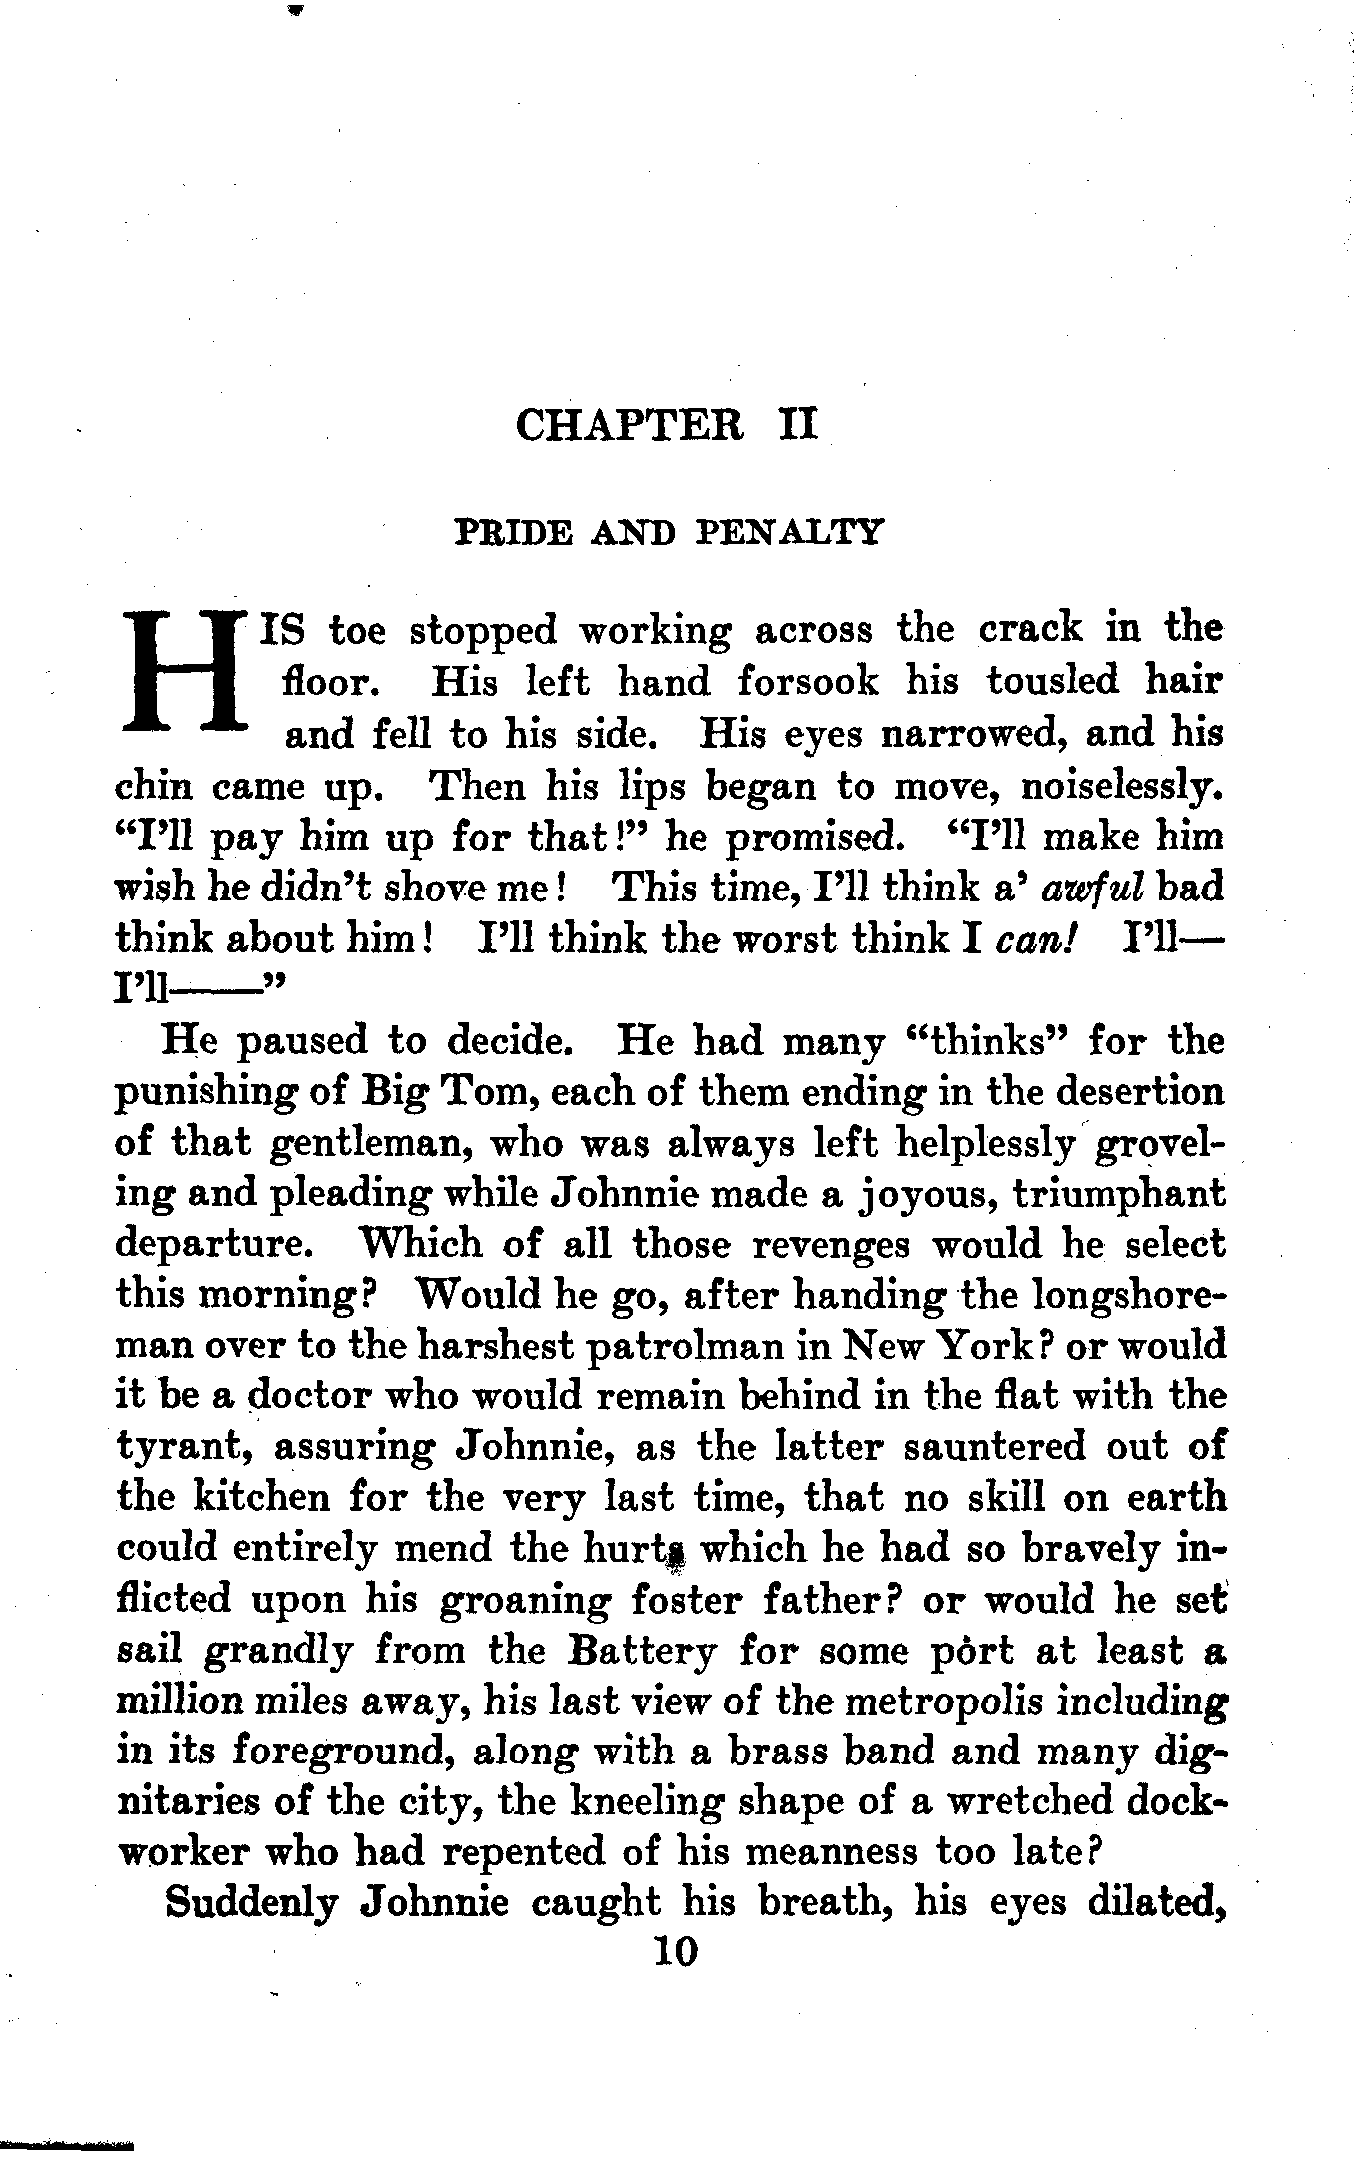 CHAPTER II
PRIDE AND PENALTY
HIS toe stopped working across the crack in the
floor. His left hand forsook his tousled hair
and fell to his side. His eyes narrowed, and his
chin came up. Then his lips began to move, noiselessly.
“I’ll pay him up for that!” he promised. “I’ll make him
wish he didn’t shove me! This time, I’ll think a’ awful bad
think about him! I’ll think the worst think I can! I’ll—
I’ll——”
He paused to decide. He had many “thinks” for the
punishing of Big Tom, each of them ending in the desertion
of that gentleman, who was always left helplessly grovel-
ing and pleading while Johnnie made a joyous, triumphant
departure. Which of all those revenges would he select
this morning? Would he go, after handing the longshore-
man over to the harshest patrolman in New York? or would
it be a doctor who would remain behind in the flat with the
tyrant, assuring Johnnie, as the latter sauntered out of
the kitchen for the very last time, that no skill on earth
could entirely mend the hurts which he had so bravely in-
flicted upon his groaning foster father? or would he set
sail grandly from the Battery for some port at least a
million miles away, his last view of the metropolis including
in its foreground, along with a brass band and many dig-
nitaries of the city, the kneeling shape of a wretched dock-
worker who had repented of his meanness too late?
Suddenly Johnnie caught his breath, his eyes dilated,
10